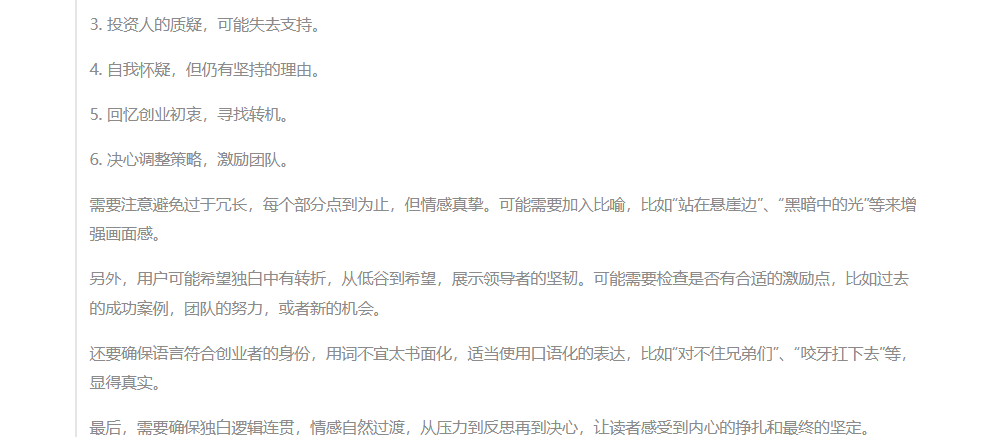 3. 投资人的质疑，可能失去支持。
4. 自我怀疑，但仍有坚持的理由。
5. 回忆创业初衷，寻找转机。
6. 决心调整策略，激励团队。
需要注意避免过于冗长，每个部分点到为止，但情感真挚。可能需要加入比喻，比如“站在悬崖边”、“黑暗中的光”等来增
强画面感。
另外，用户可能希望独白中有转折，从低谷到希望，展示领导者的坚韧。可能需要检查是否有合适的激励点，比如过去
的成功案例，团队的努力，或者新的机会。
还要确保语言符合创业者的身份，用词不宜太书面化，适当使用口语化的表达，比如“对不住兄弟们”、“咬牙扛下去”等，
显得真实。
最后，需要确保独白逻辑连贯，情感自然过渡，从压力到反思再到决心，让读者感受到内心的挣扎和最终的坚定。